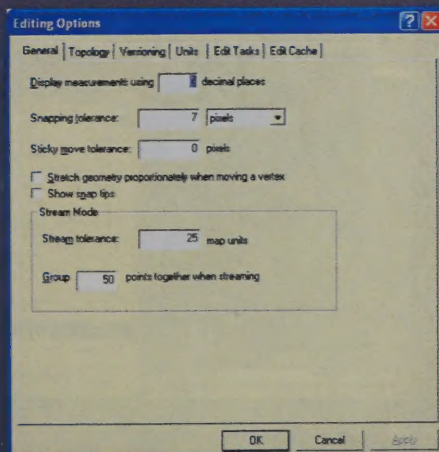 Editing Options
General Topology Versioning Units Edit Tasks Edit Cache
Display measurements using decimal places
Snapping tolerance: 7 pixels
Sticky move tolerance: 0 pixels
Stretch geometry proportionately when moving a vertex
Show snap tips
Stream Mode
Stream tolerance: 25 map units
Group 50 points together when streaming
OK Cancel Apply